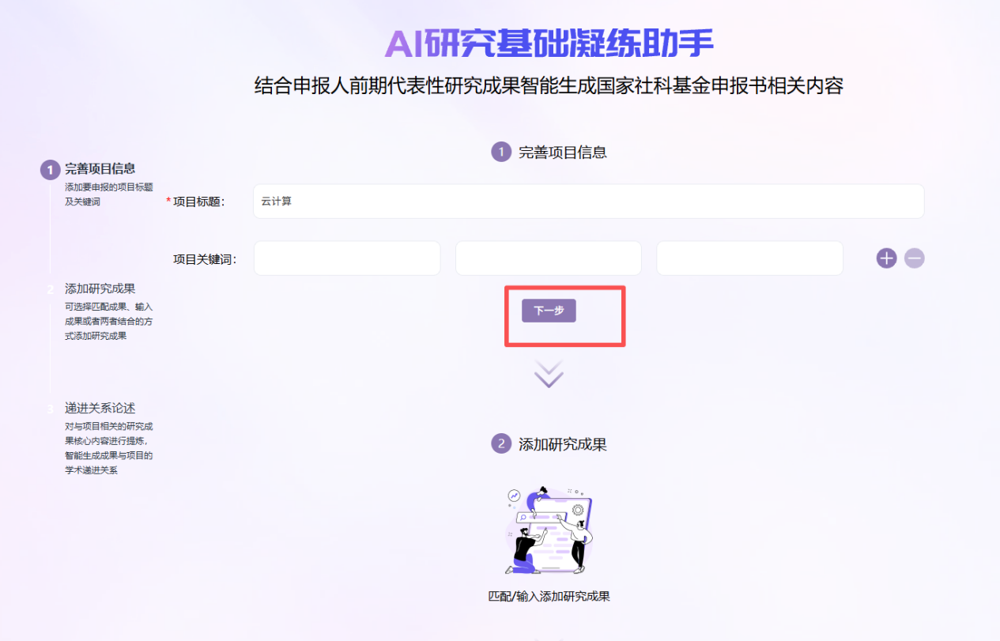 AI研究基础凝练助手
结合申报人前期代表性研究成果智能生成国家社科基金申报书相关内容
1 完善项目信息
1 完善项目信息
添加要申报的项目标题
及关键词
* 项目标题：
云计算
项目关键词：
下一步
2 添加研究成果
可选择匹配成果、输入
成果或者两者结合的方
式添加研究成果
3 递进关系论述
对与项目相关的研究成
果核心内容进行提炼，
智能生成成果与项目的
学术递进关系
2 添加研究成果
匹配/输入添加研究成果